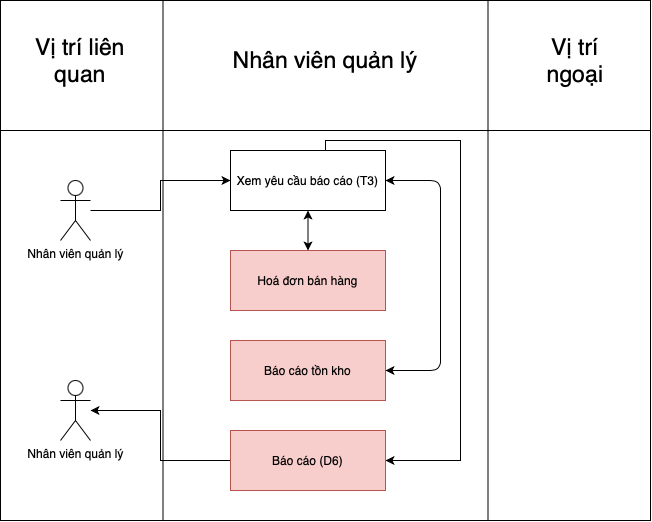 Vị trí liên
quan
Nhân viên quản lý
Vị trí
ngoại
Xem yêu cầu báo cáo (T3)
Nhân viên quản lý
Hoá đơn bán hàng
Báo cáo tồn kho
Nhân viên quản lý
Báo cáo (D6)